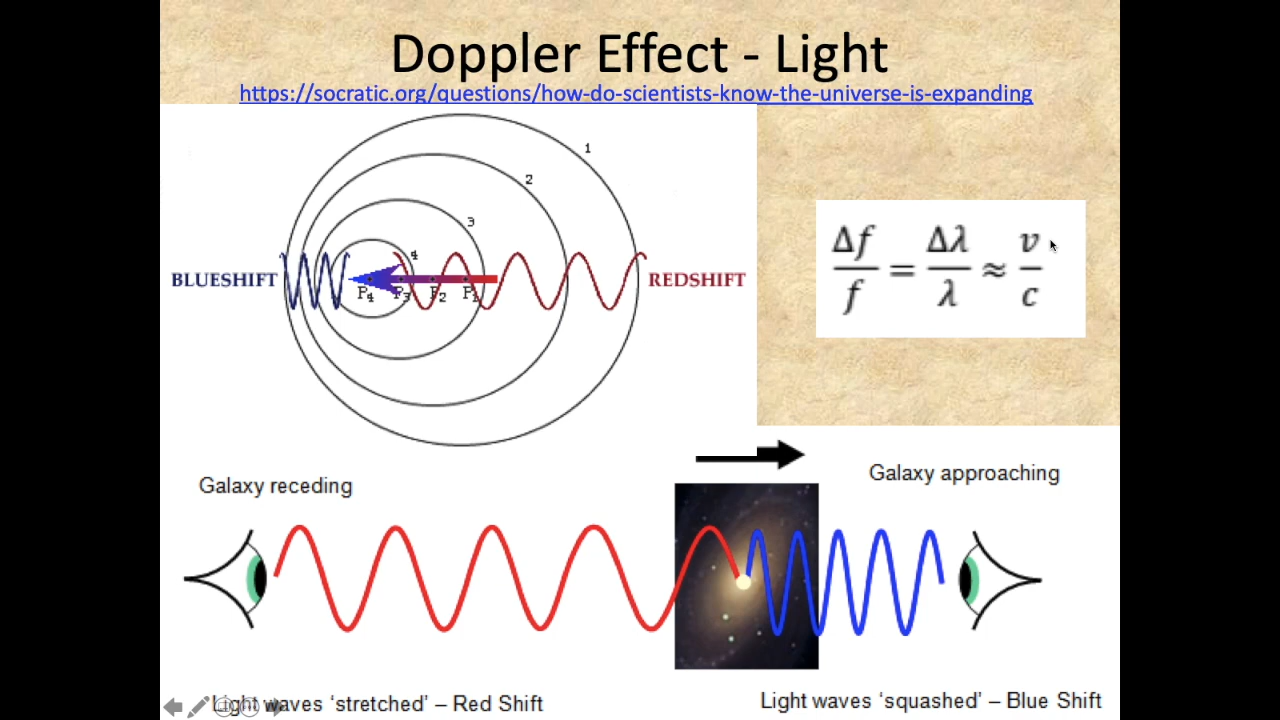 Doppler Effect - Light
https://socratic.org/questions/how-do-scientists-know-the-universe-is-expanding
1
2
3
4
BLUESHIFT
P4 P3 P2 P1
REDSHIFT
Δf/f = Δλ/λ ≈ v/c
Galaxy receding
Galaxy approaching
Light waves ‘stretched’ – Red Shift
Light waves ‘squashed’ – Blue Shift